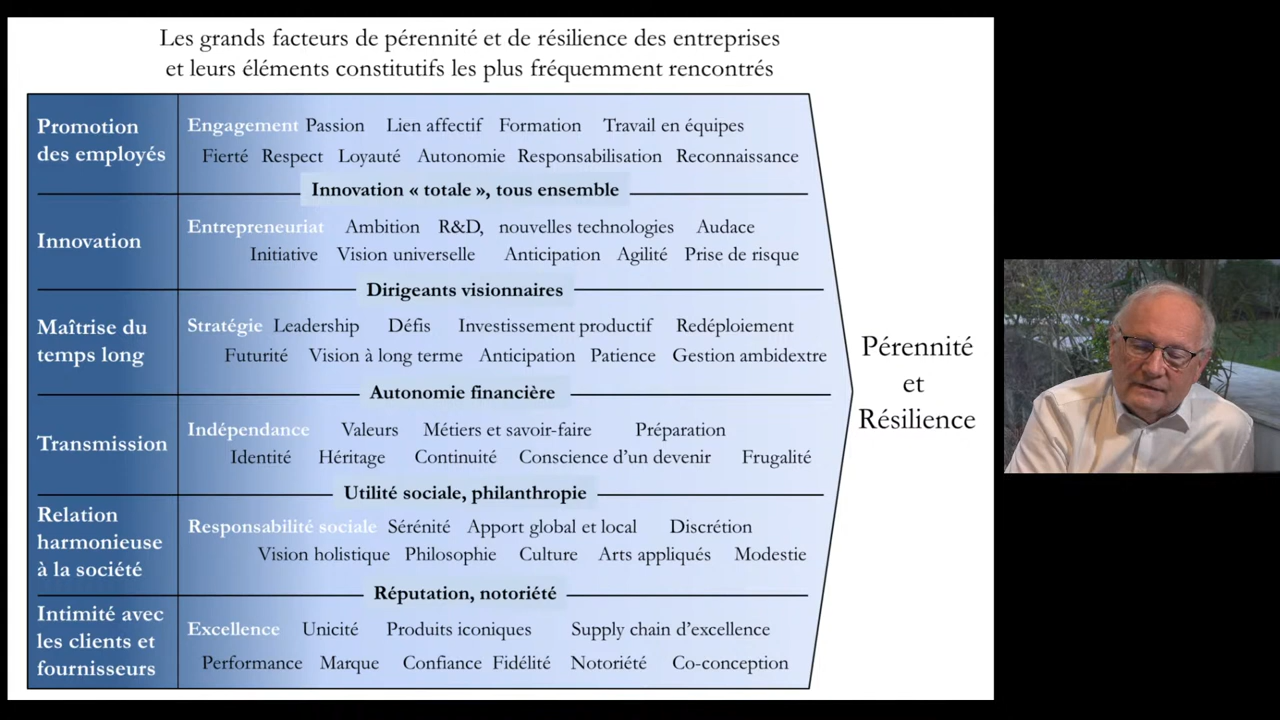 Les grands facteurs de pérennité et de résilience des entreprises
et leurs éléments constitutifs les plus fréquemment rencontrés
Promotion
des employés
Engagement Passion Lien affectif Formation Travail en équipes
Fierté Respect Loyauté Autonomie Responsabilisation Reconnaissance
Innovation « totale », tous ensemble
Innovation
Entrepreneuriat Ambition R&D, nouvelles technologies Audace
Initiative Vision universelle Anticipation Agilité Prise de risque
Dirigeants visionnaires
Maîtrise du
temps long
Stratégie Leadership Défis Investissement productif Redéploiement
Futurité Vision à long terme Anticipation Patience Gestion ambidextre
Autonomie financière
Transmission
Indépendance Valeurs Métiers et savoir-faire Préparation
Identité Héritage Continuité Conscience d'un devenir Frugalité
Utilité sociale, philanthropie
Relation
harmonieuse
à la société
Responsabilité sociale Sérénité Apport global et local Discrétion
Vision holistique Philosophie Culture Arts appliqués Modestie
Réputation, notoriété
Intimité avec
les clients et
fournisseurs
Excellence Unicité Produits iconiques Supply chain d'excellence
Performance Marque Confiance Fidélité Notoriété Co-conception
Pérennité
et
Résilience